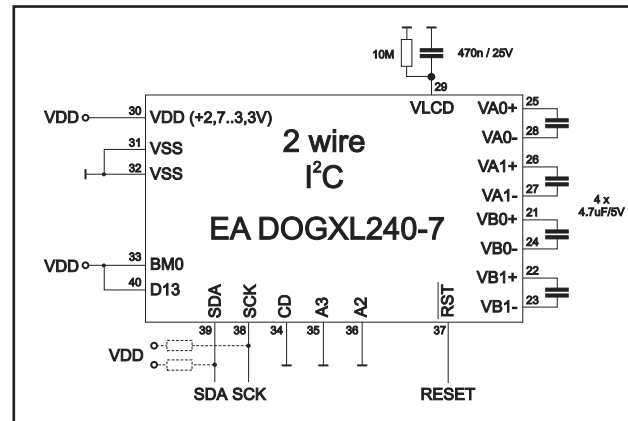 10M
470n / 25V
29
VLCD
VDD
30
VDD (+2,7..3,3V)
31
VSS
32
VSS
2 wire
I²C
EA DOGXL240-7
VA0+
25
VA0-
28
VA1+
26
VA1-
27
VB0+
21
VB0-
24
VB1+
22
VB1-
23
4 x
4.7uF/5V
VDD
33
BM0
40
D13
SDA
SCK
CD
A3
A2
RST
39
38
34
35
36
37
VDD
SDA SCK
RESET